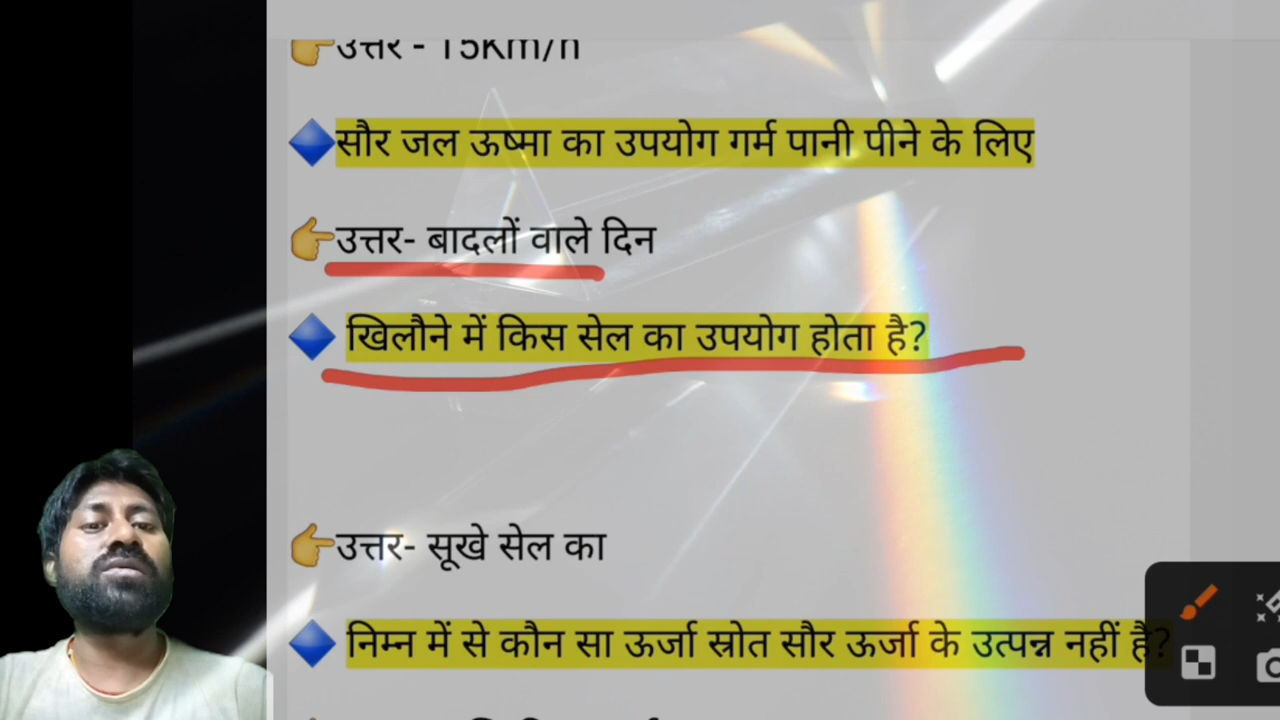 उत्तर - 15Km/h
सौर जल ऊष्मा का उपयोग गर्म पानी पीने के लिए
उत्तर- बादलों वाले दिन
खिलौने में किस सेल का उपयोग होता है?
उत्तर- सूखे सेल का
निम्न में से कौन सा ऊर्जा स्रोत सौर ऊर्जा के उत्पन्न नहीं है?